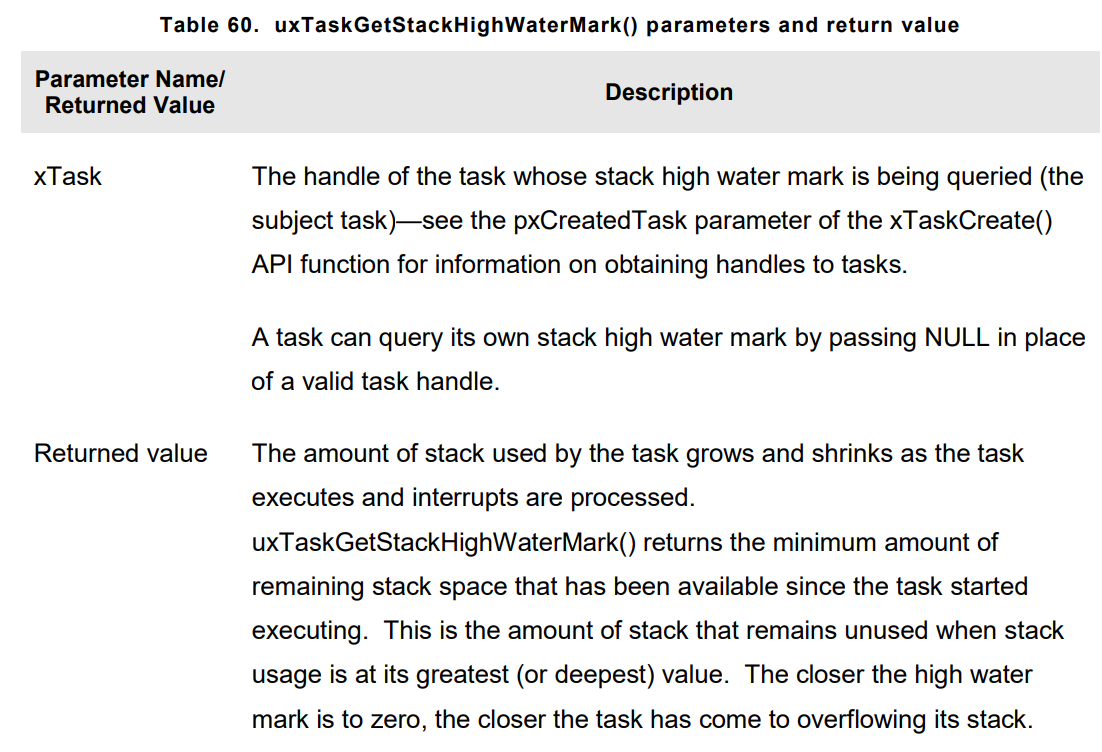 Table 60.  uxTaskGetStackHighWaterMark() parameters and return value
Parameter Name/
Returned Value
Description
xTask
The handle of the task whose stack high water mark is being queried (the
subject task)—see the pxCreatedTask parameter of the xTaskCreate()
API function for information on obtaining handles to tasks.
A task can query its own stack high water mark by passing NULL in place
of a valid task handle.
Returned value
The amount of stack used by the task grows and shrinks as the task
executes and interrupts are processed.
uxTaskGetStackHighWaterMark() returns the minimum amount of
remaining stack space that has been available since the task started
executing.  This is the amount of stack that remains unused when stack
usage is at its greatest (or deepest) value.  The closer the high water
mark is to zero, the closer the task has come to overflowing its stack.